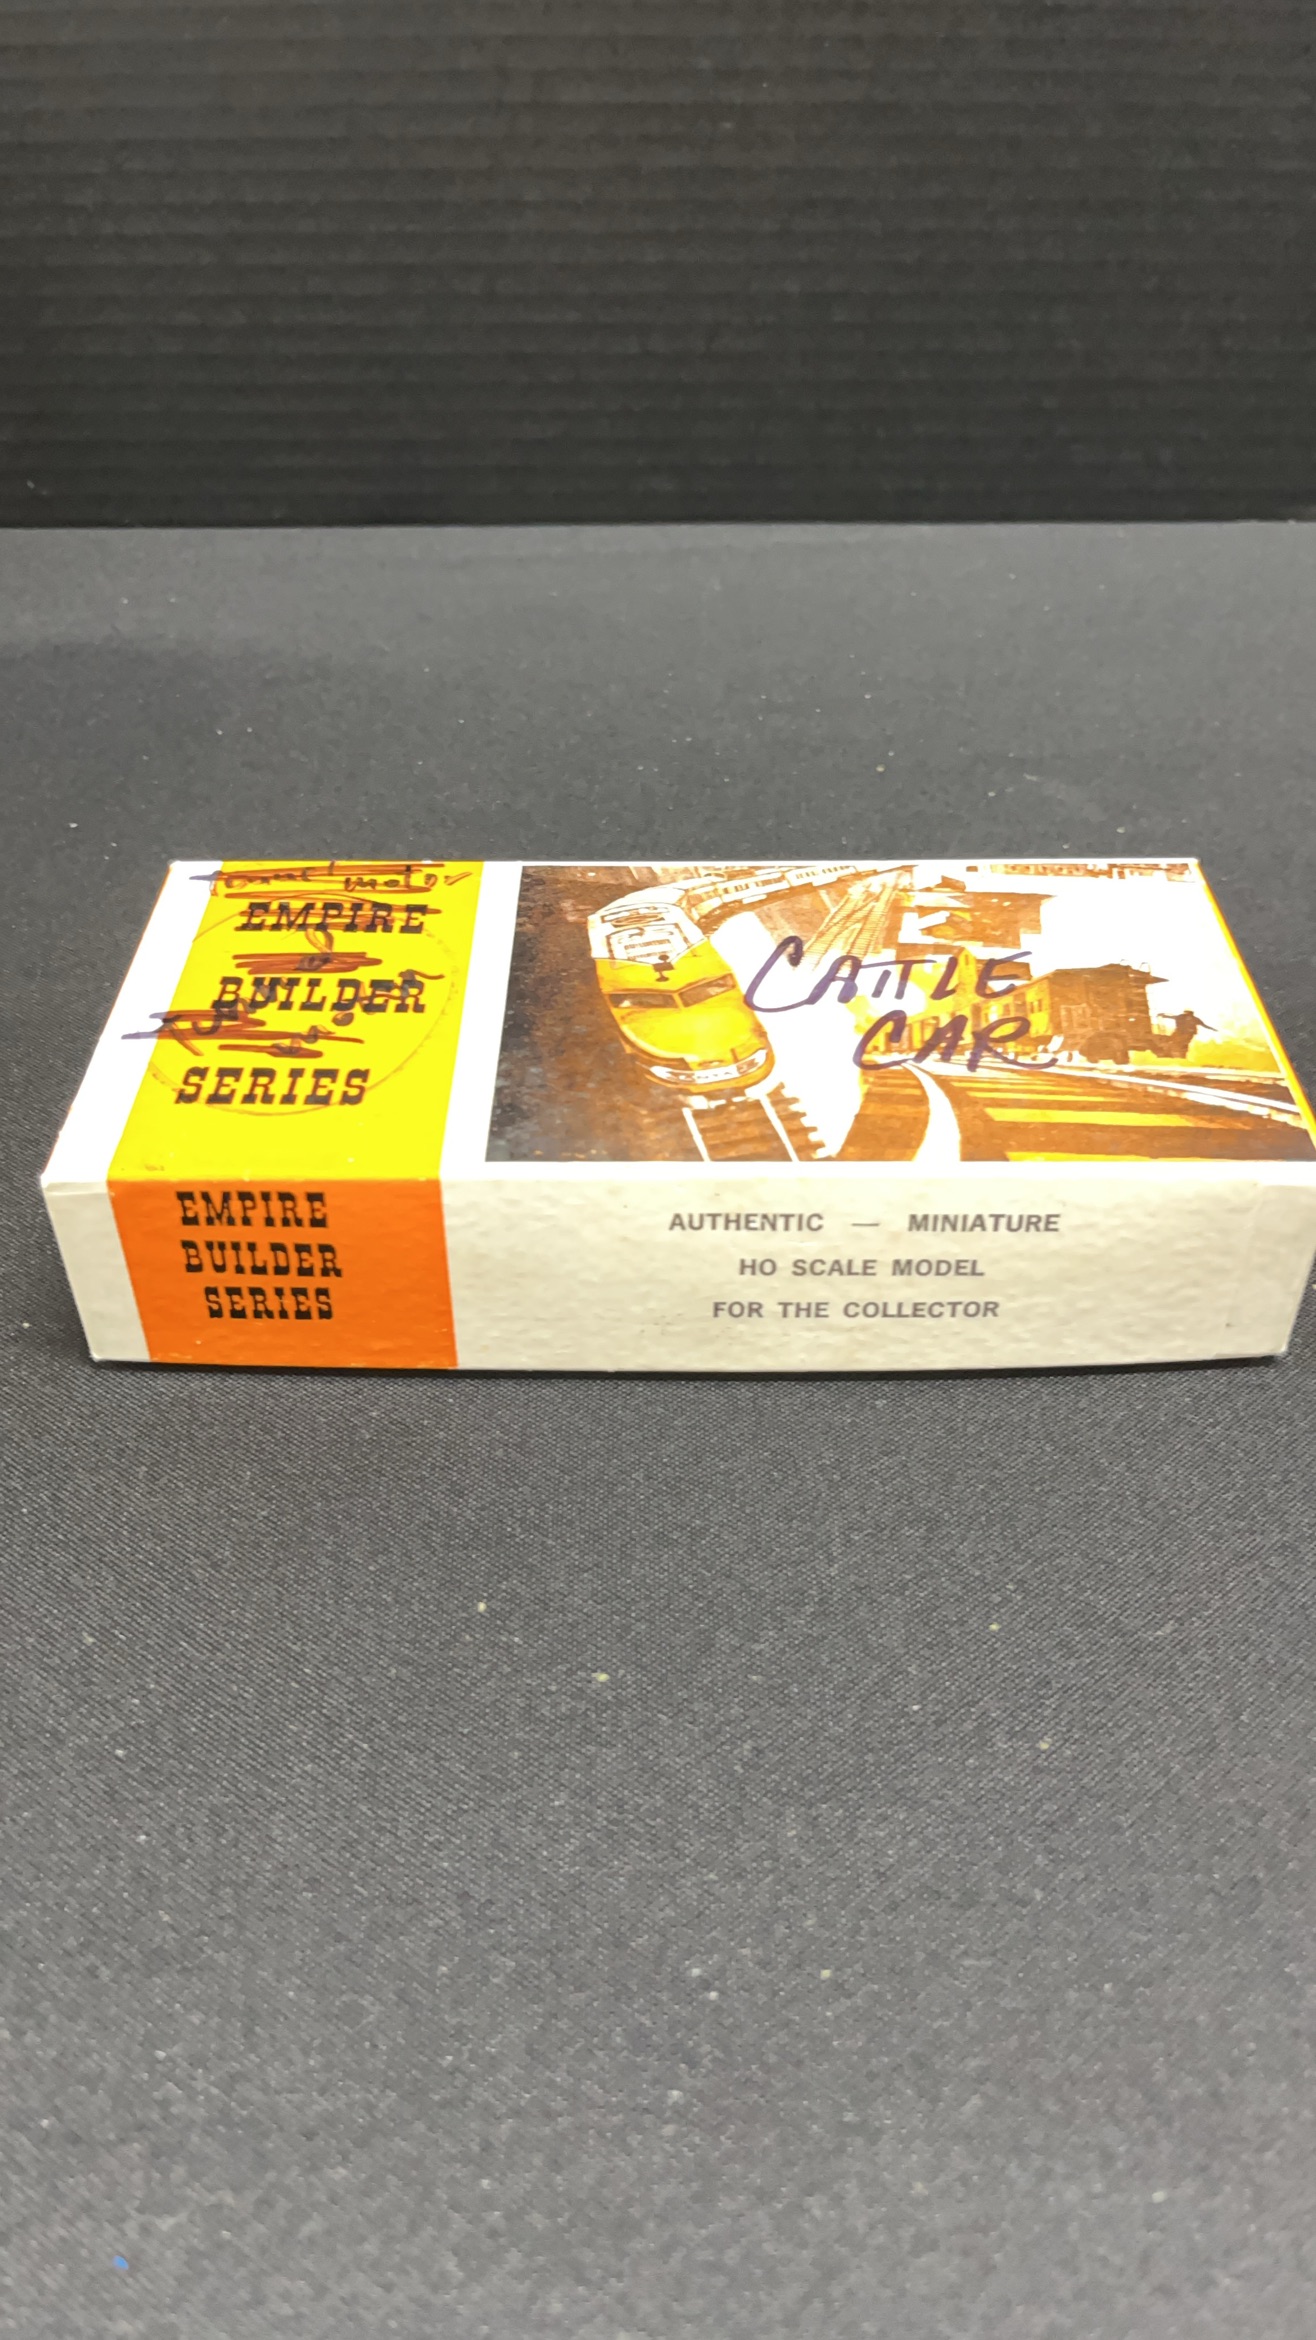 EMPIRE
BUILDER
SERIES
CATTLE
CAR
EMPIRE
BUILDER
SERIES
AUTHENTIC — MINIATURE
HO SCALE MODEL
FOR THE COLLECTOR